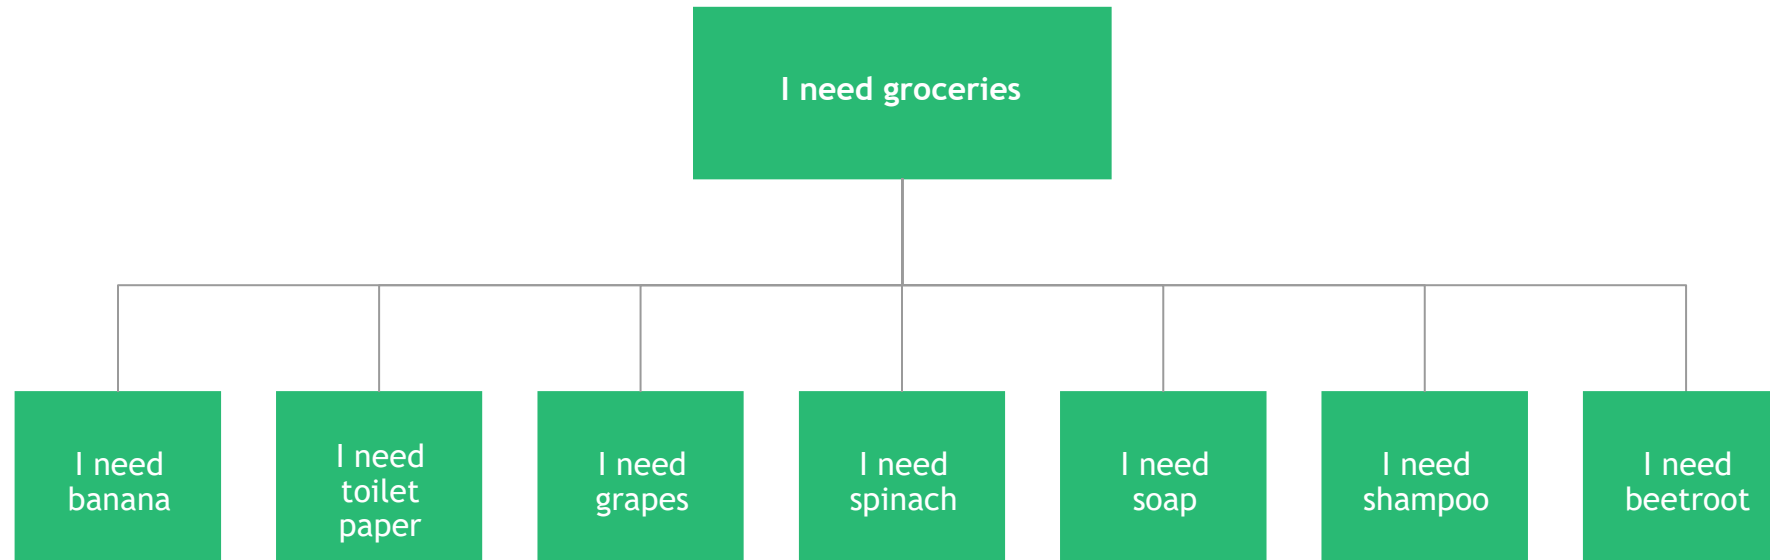 I need groceries
I need
banana
I need
toilet
paper
I need
grapes
I need
spinach
I need
soap
I need
shampoo
I need
beetroot